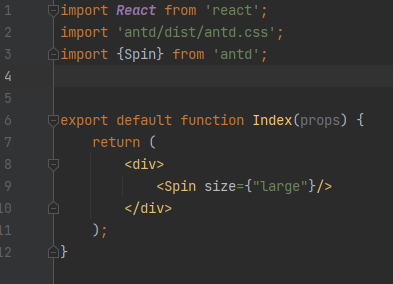 1 import React from 'react';
2 import 'antd/dist/antd.css';
3 import {Spin} from 'antd';
4
5
6 export default function Index(props) {
7     return (
8         <div>
9             <Spin size={"large"}/>
10         </div>
11     );
12 }